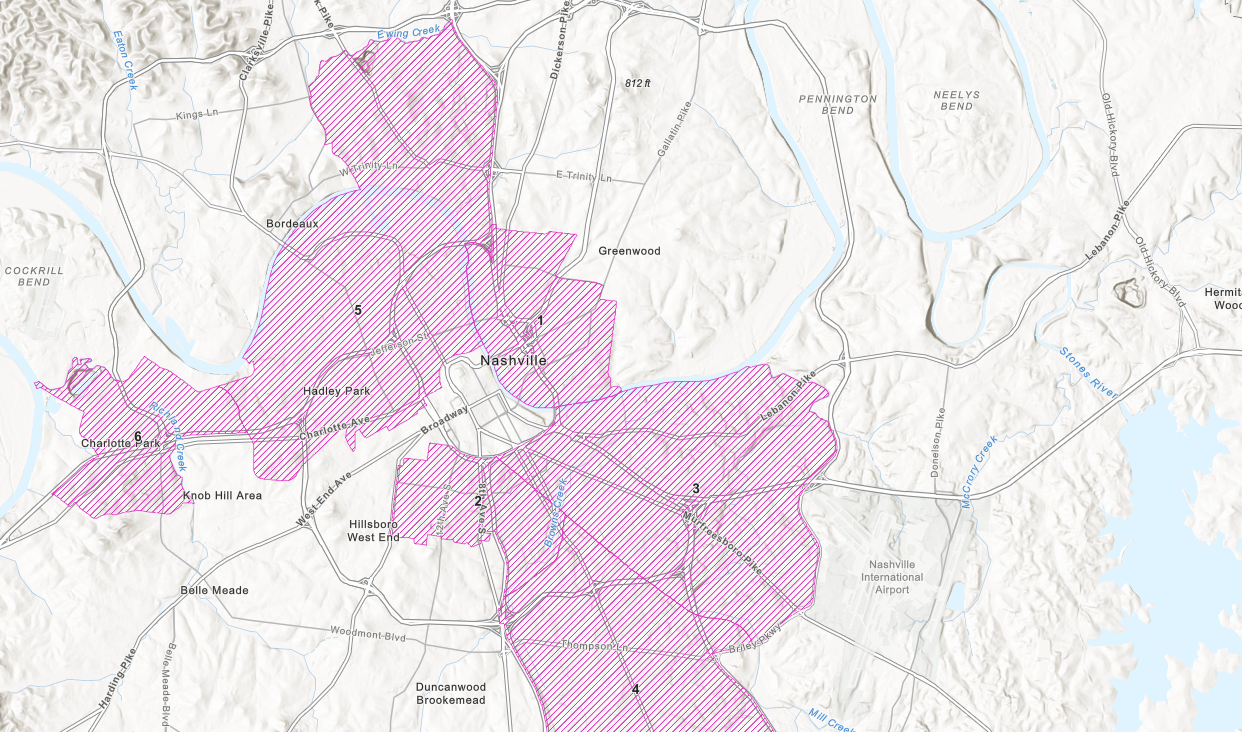 Ewing Creek
k Pike
Clarksville Pike
Dickerson Pike
Eaton Creek
812 ft
PENNINGTON
BEND
NEELYS
BEND
Old Hickory Blvd
Kings Ln
Gallatin Pike
W Trinity Ln
E Trinity Ln
Bordeaux
Greenwood
Lebanon Pike
Old Hickory Blvd
COCKRILL
BEND
Hermit
Wood
5
1
Jefferson St
Nashville
Stones River
Hadley Park
Lebanon Pike
Richland Creek
Charlotte Ave
Broadway
6
Charlotte Park
Donelson Pike
McCrory Creek
Knob Hill Area
West End Ave
2
12th Ave S
8th Ave S
Browns Creek
3
Murfreesboro Pike
Hillsboro
West End
Nashville
International
Airport
Belle Meade
Woodmont Blvd
Thompson Ln
Briley Pkwy
Harding Pike
Belle Meade Blvd
Duncanwood
Brookemead
4
Mill Creek